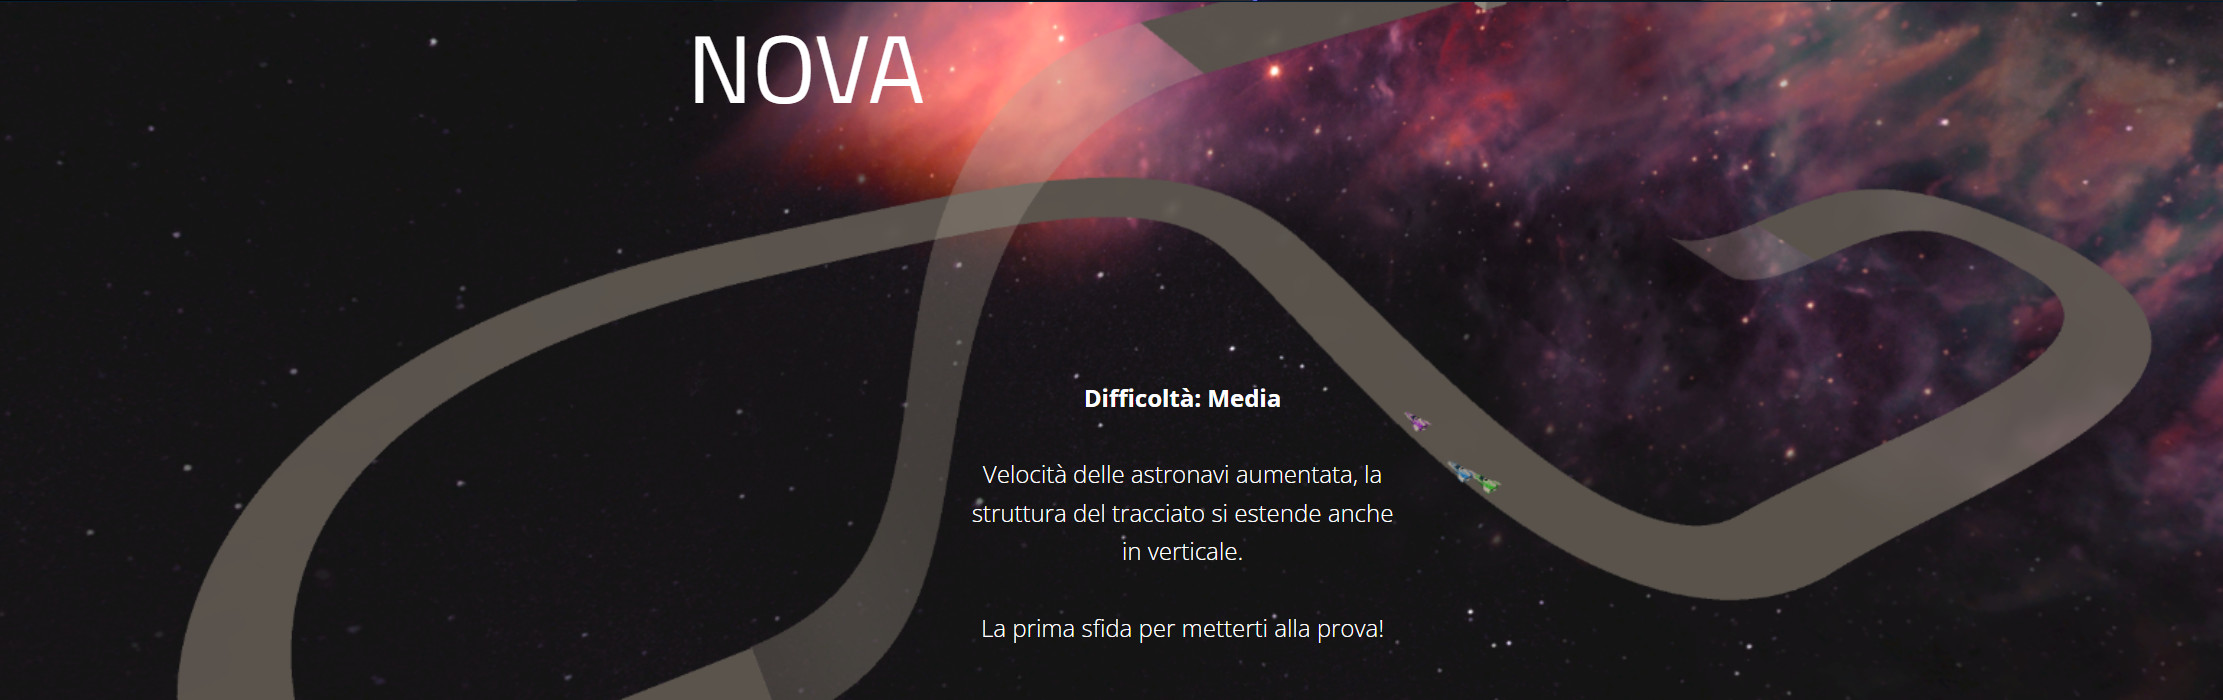 NOVA
Difficoltà: Media
Velocità delle astronavi aumentata, la
struttura del tracciato si estende anche
in verticale.
La prima sfida per metterti alla prova!